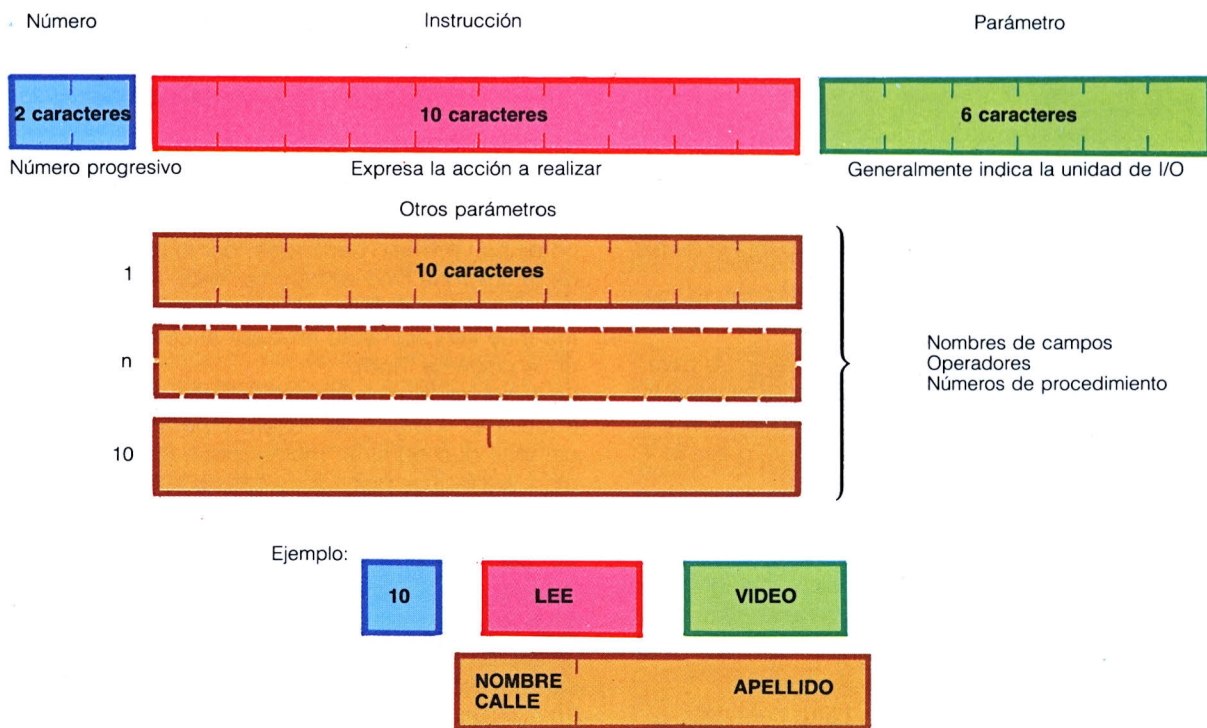 Número Instrucción Parámetro
2 caracteres 10 caracteres 6 caracteres
Número progresivo Expresa la acción a realizar Generalmente indica la unidad de I/O
Otros parámetros
1 10 caracteres
n
10
Nombres de campos
Operadores
Números de procedimiento
Ejemplo:
10 LEE VIDEO
NOMBRE APELLIDO
CALLE